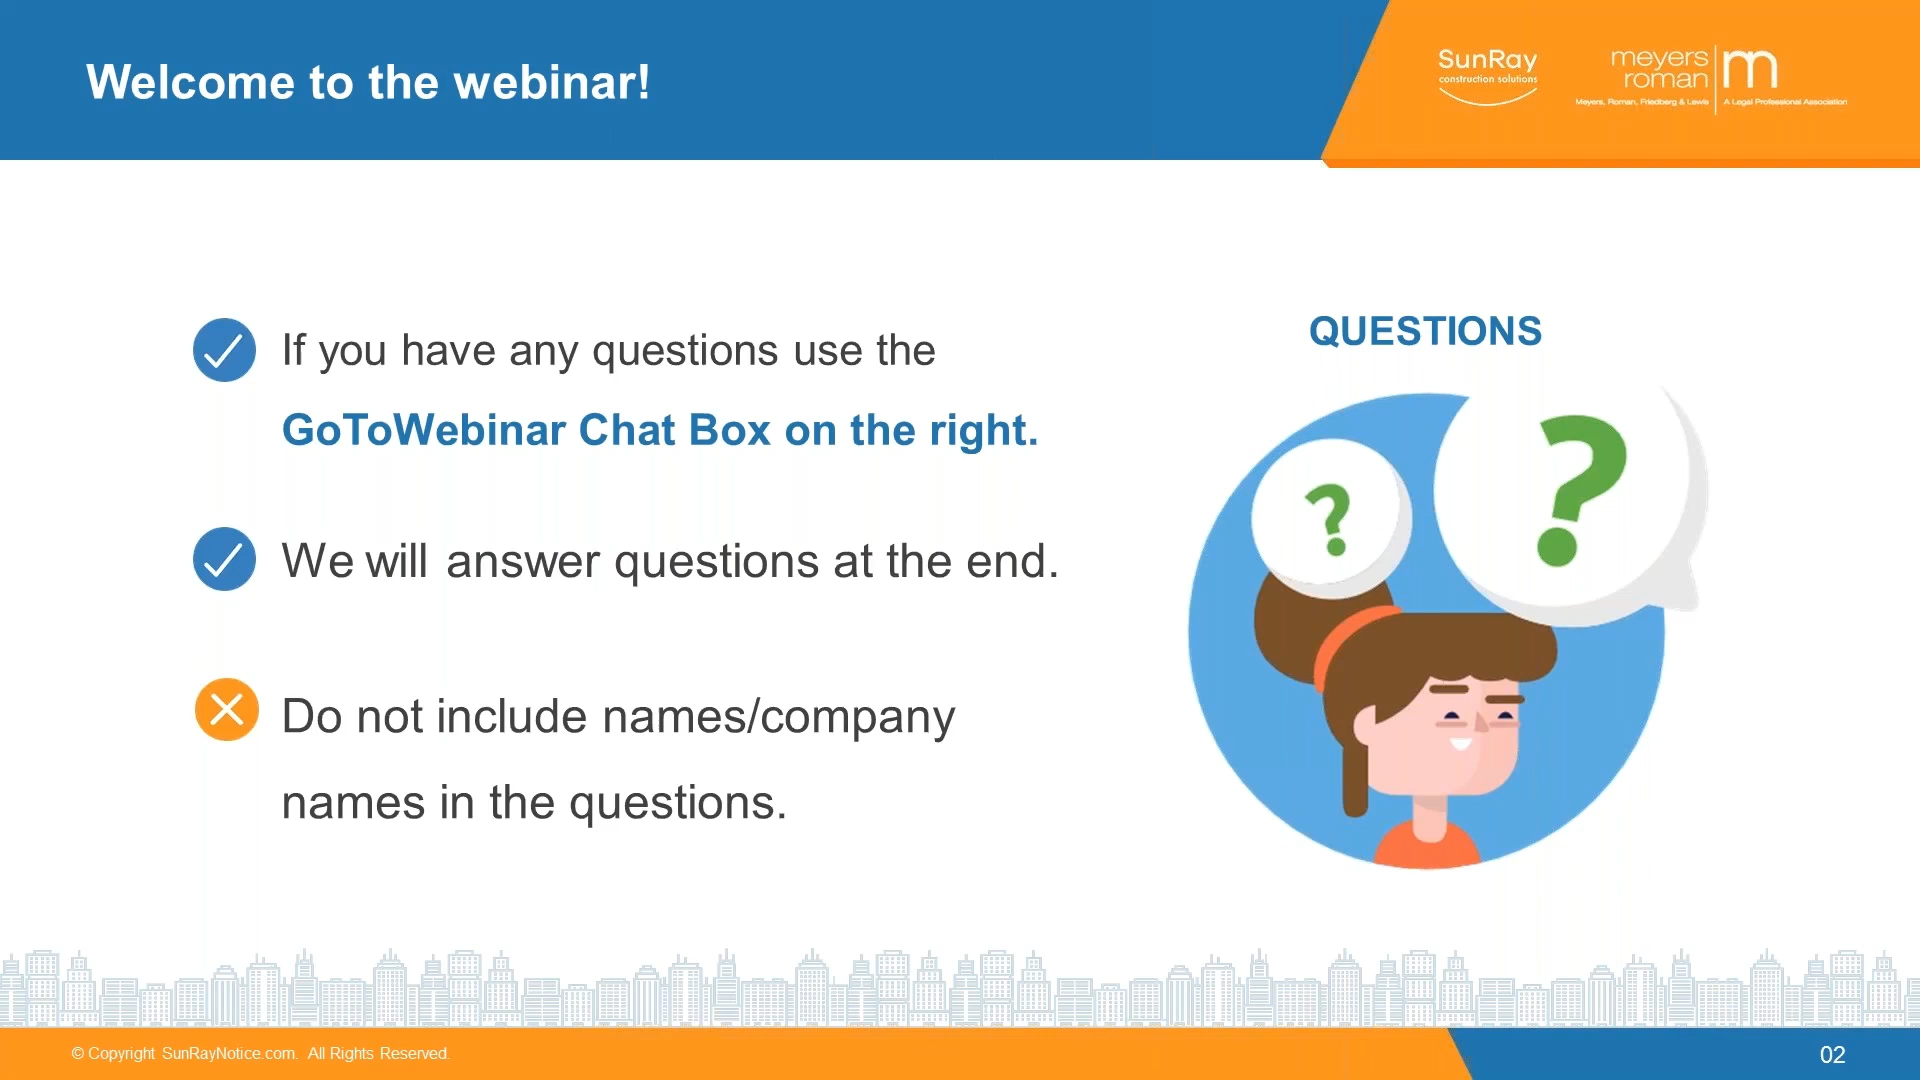 Welcome to the webinar!
SunRay
construction solutions
meyers
roman
m
Meyers, Roman, Friedberg & Lewis
A Legal Professional Association
If you have any questions use the
GoToWebinar Chat Box on the right.
We will answer questions at the end.
Do not include names/company
names in the questions.
QUESTIONS
?
?
© Copyright SunRayNotice.com. All Rights Reserved.
02